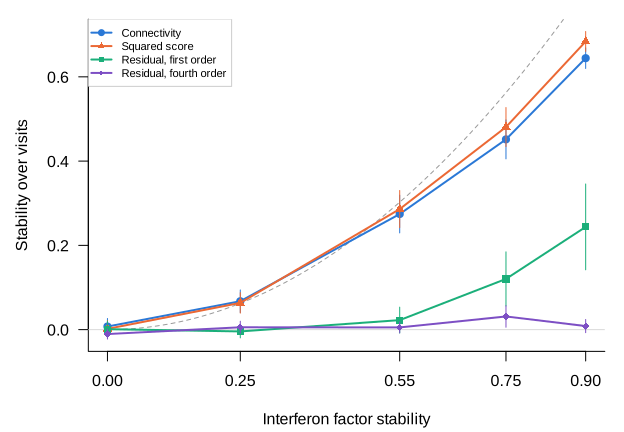 Connectivity
Squared score
Residual, first order
Residual, fourth order
Stability over visits
0.6
0.4
0.2
0.0
0.00 0.25 0.55 0.75 0.90
Interferon factor stability